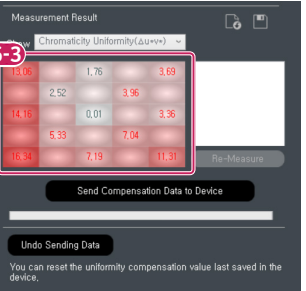 Measurement Result
Show Chromaticity Uniformity(Δu*v*)
5-3
13,06 1,76 3,69
2,52 3,96
14,16 0,01 3,36
5,33 7,04
16,34 7,19 11,31
Re-Measure
Send Compensation Data to Device
Undo Sending Data
You can reset the uniformity compensation value last saved in the
device,